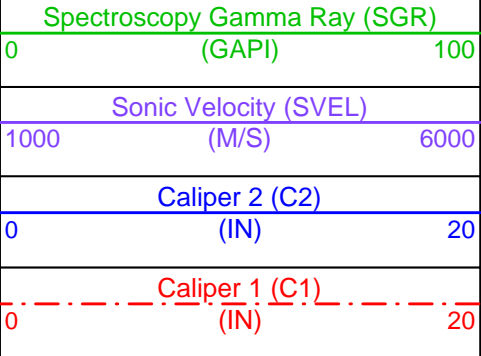 Spectroscopy Gamma Ray (SGR)
0 (GAPI) 100
Sonic Velocity (SVEL)
1000 (M/S) 6000
Caliper 2 (C2)
0 (IN) 20
Caliper 1 (C1)
0 (IN) 20